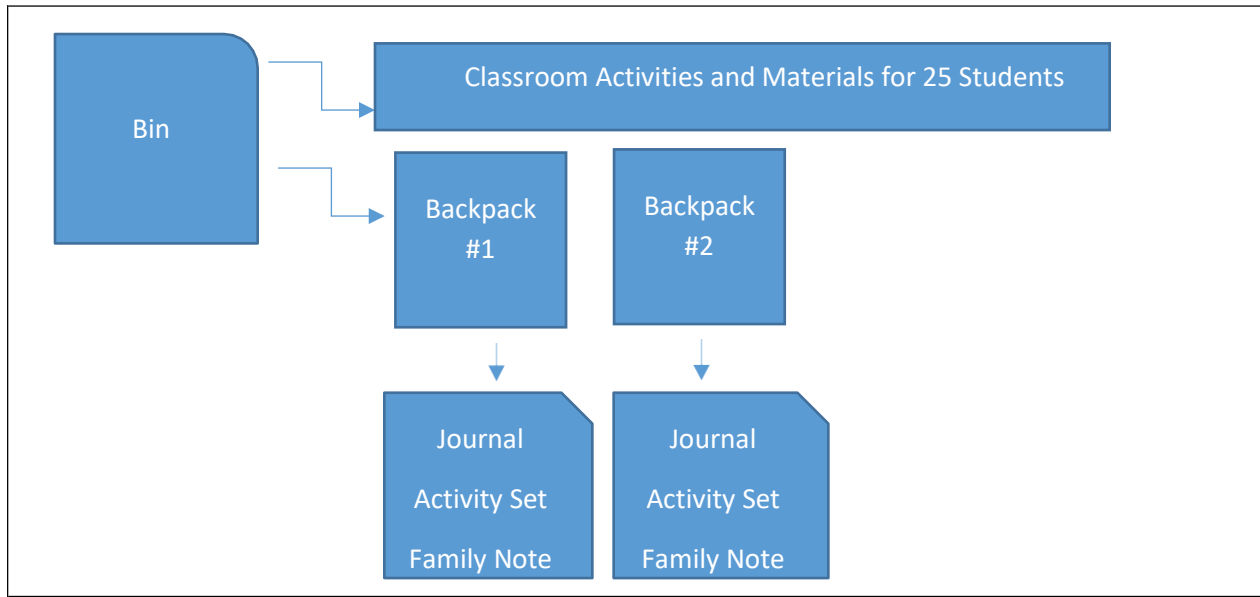 Classroom Activities and Materials for 25 Students
Bin
Backpack
#1
Backpack
#2
Journal
Activity Set
Family Note
Journal
Activity Set
Family Note